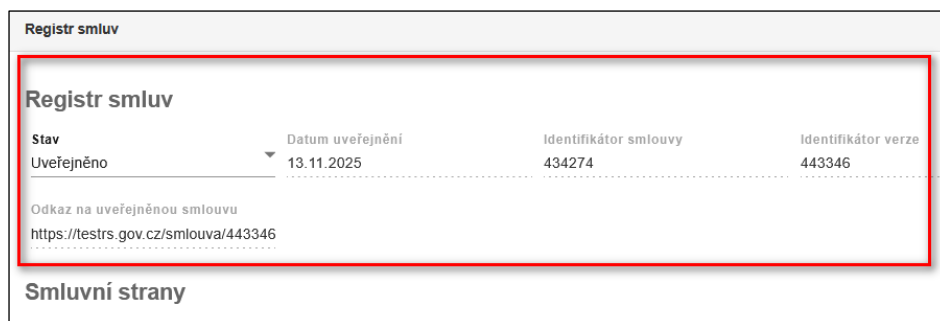 Registr smluv
Registr smluv
Stav Datum uveřejnění Identifikátor smlouvy Identifikátor verze
Uveřejněno 13.11.2025 434274 443346
Odkaz na uveřejněnou smlouvu
https://testrs.gov.cz/smlouva/443346
Smluvní strany